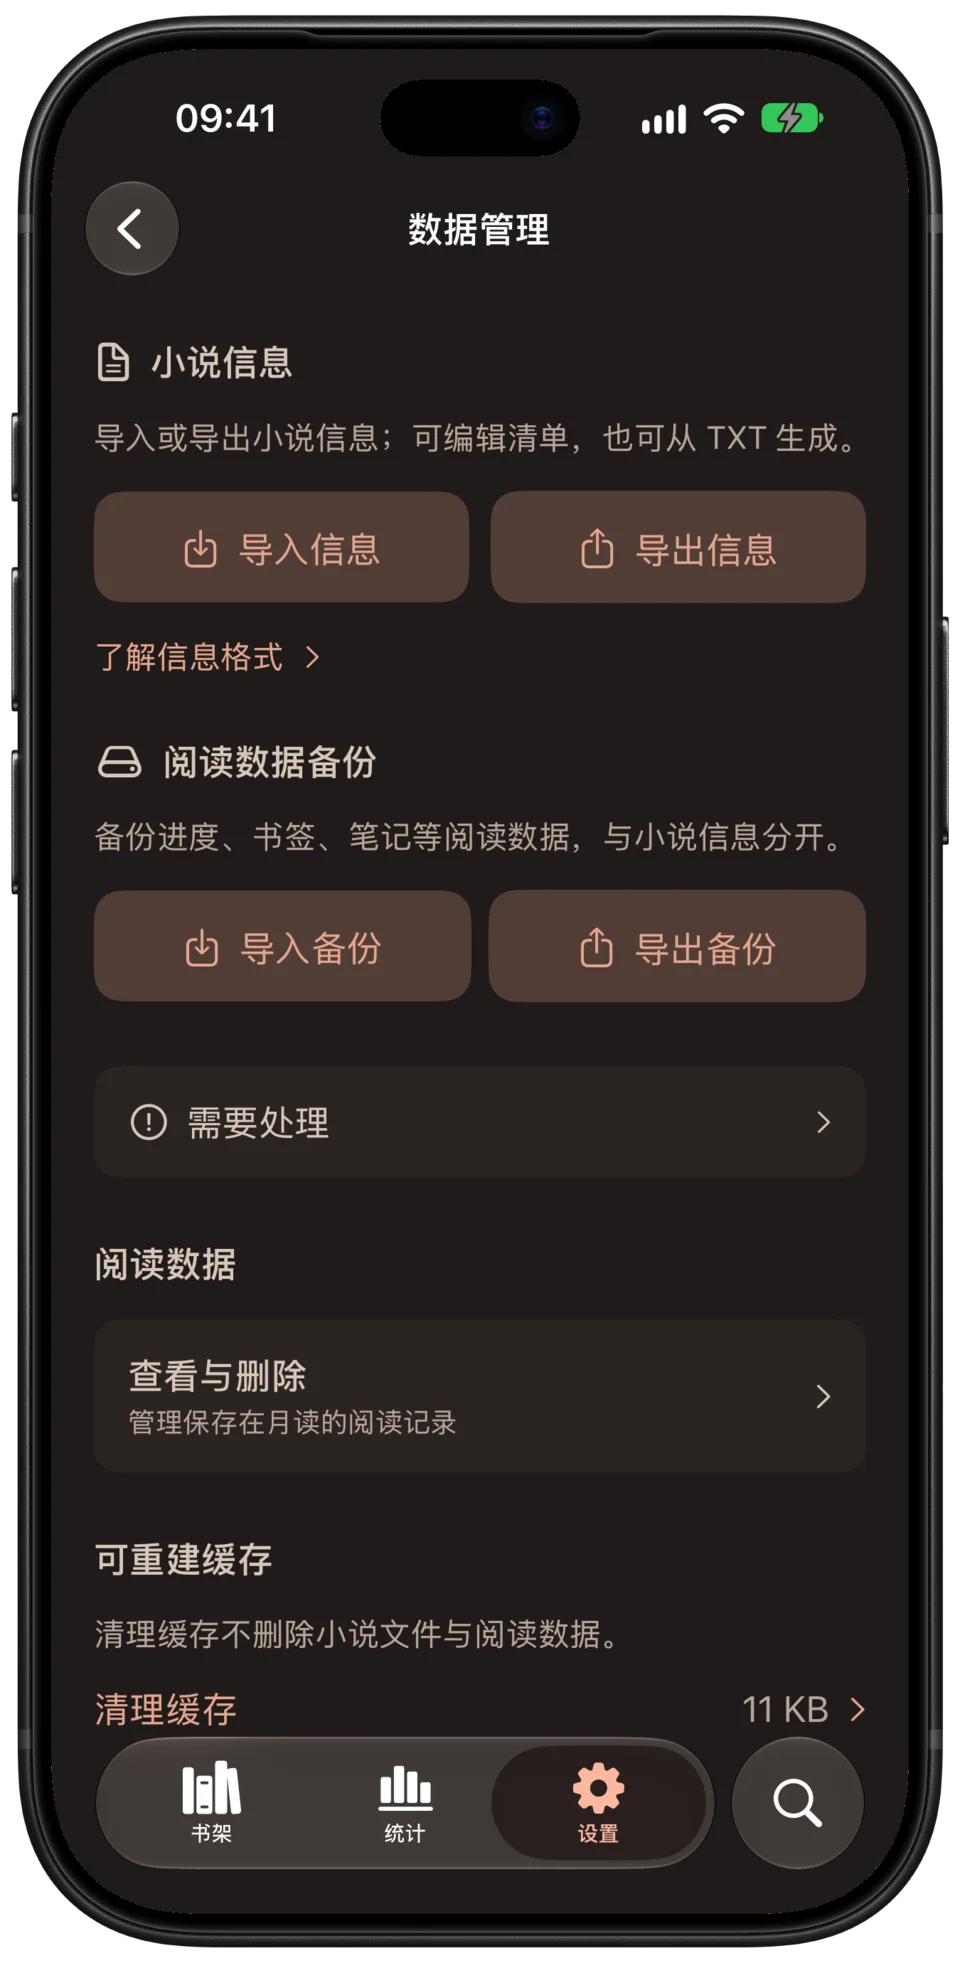 09:41
数据管理
小说信息
导入或导出小说信息；可编辑清单，也可从 TXT 生成。
导入信息
导出信息
了解信息格式
阅读数据备份
备份进度、书签、笔记等阅读数据，与小说信息分开。
导入备份
导出备份
需要处理
阅读数据
查看与删除
管理保存在月读的阅读记录
可重建缓存
清理缓存不删除小说文件与阅读数据。
清理缓存
11 KB
书架
统计
设置